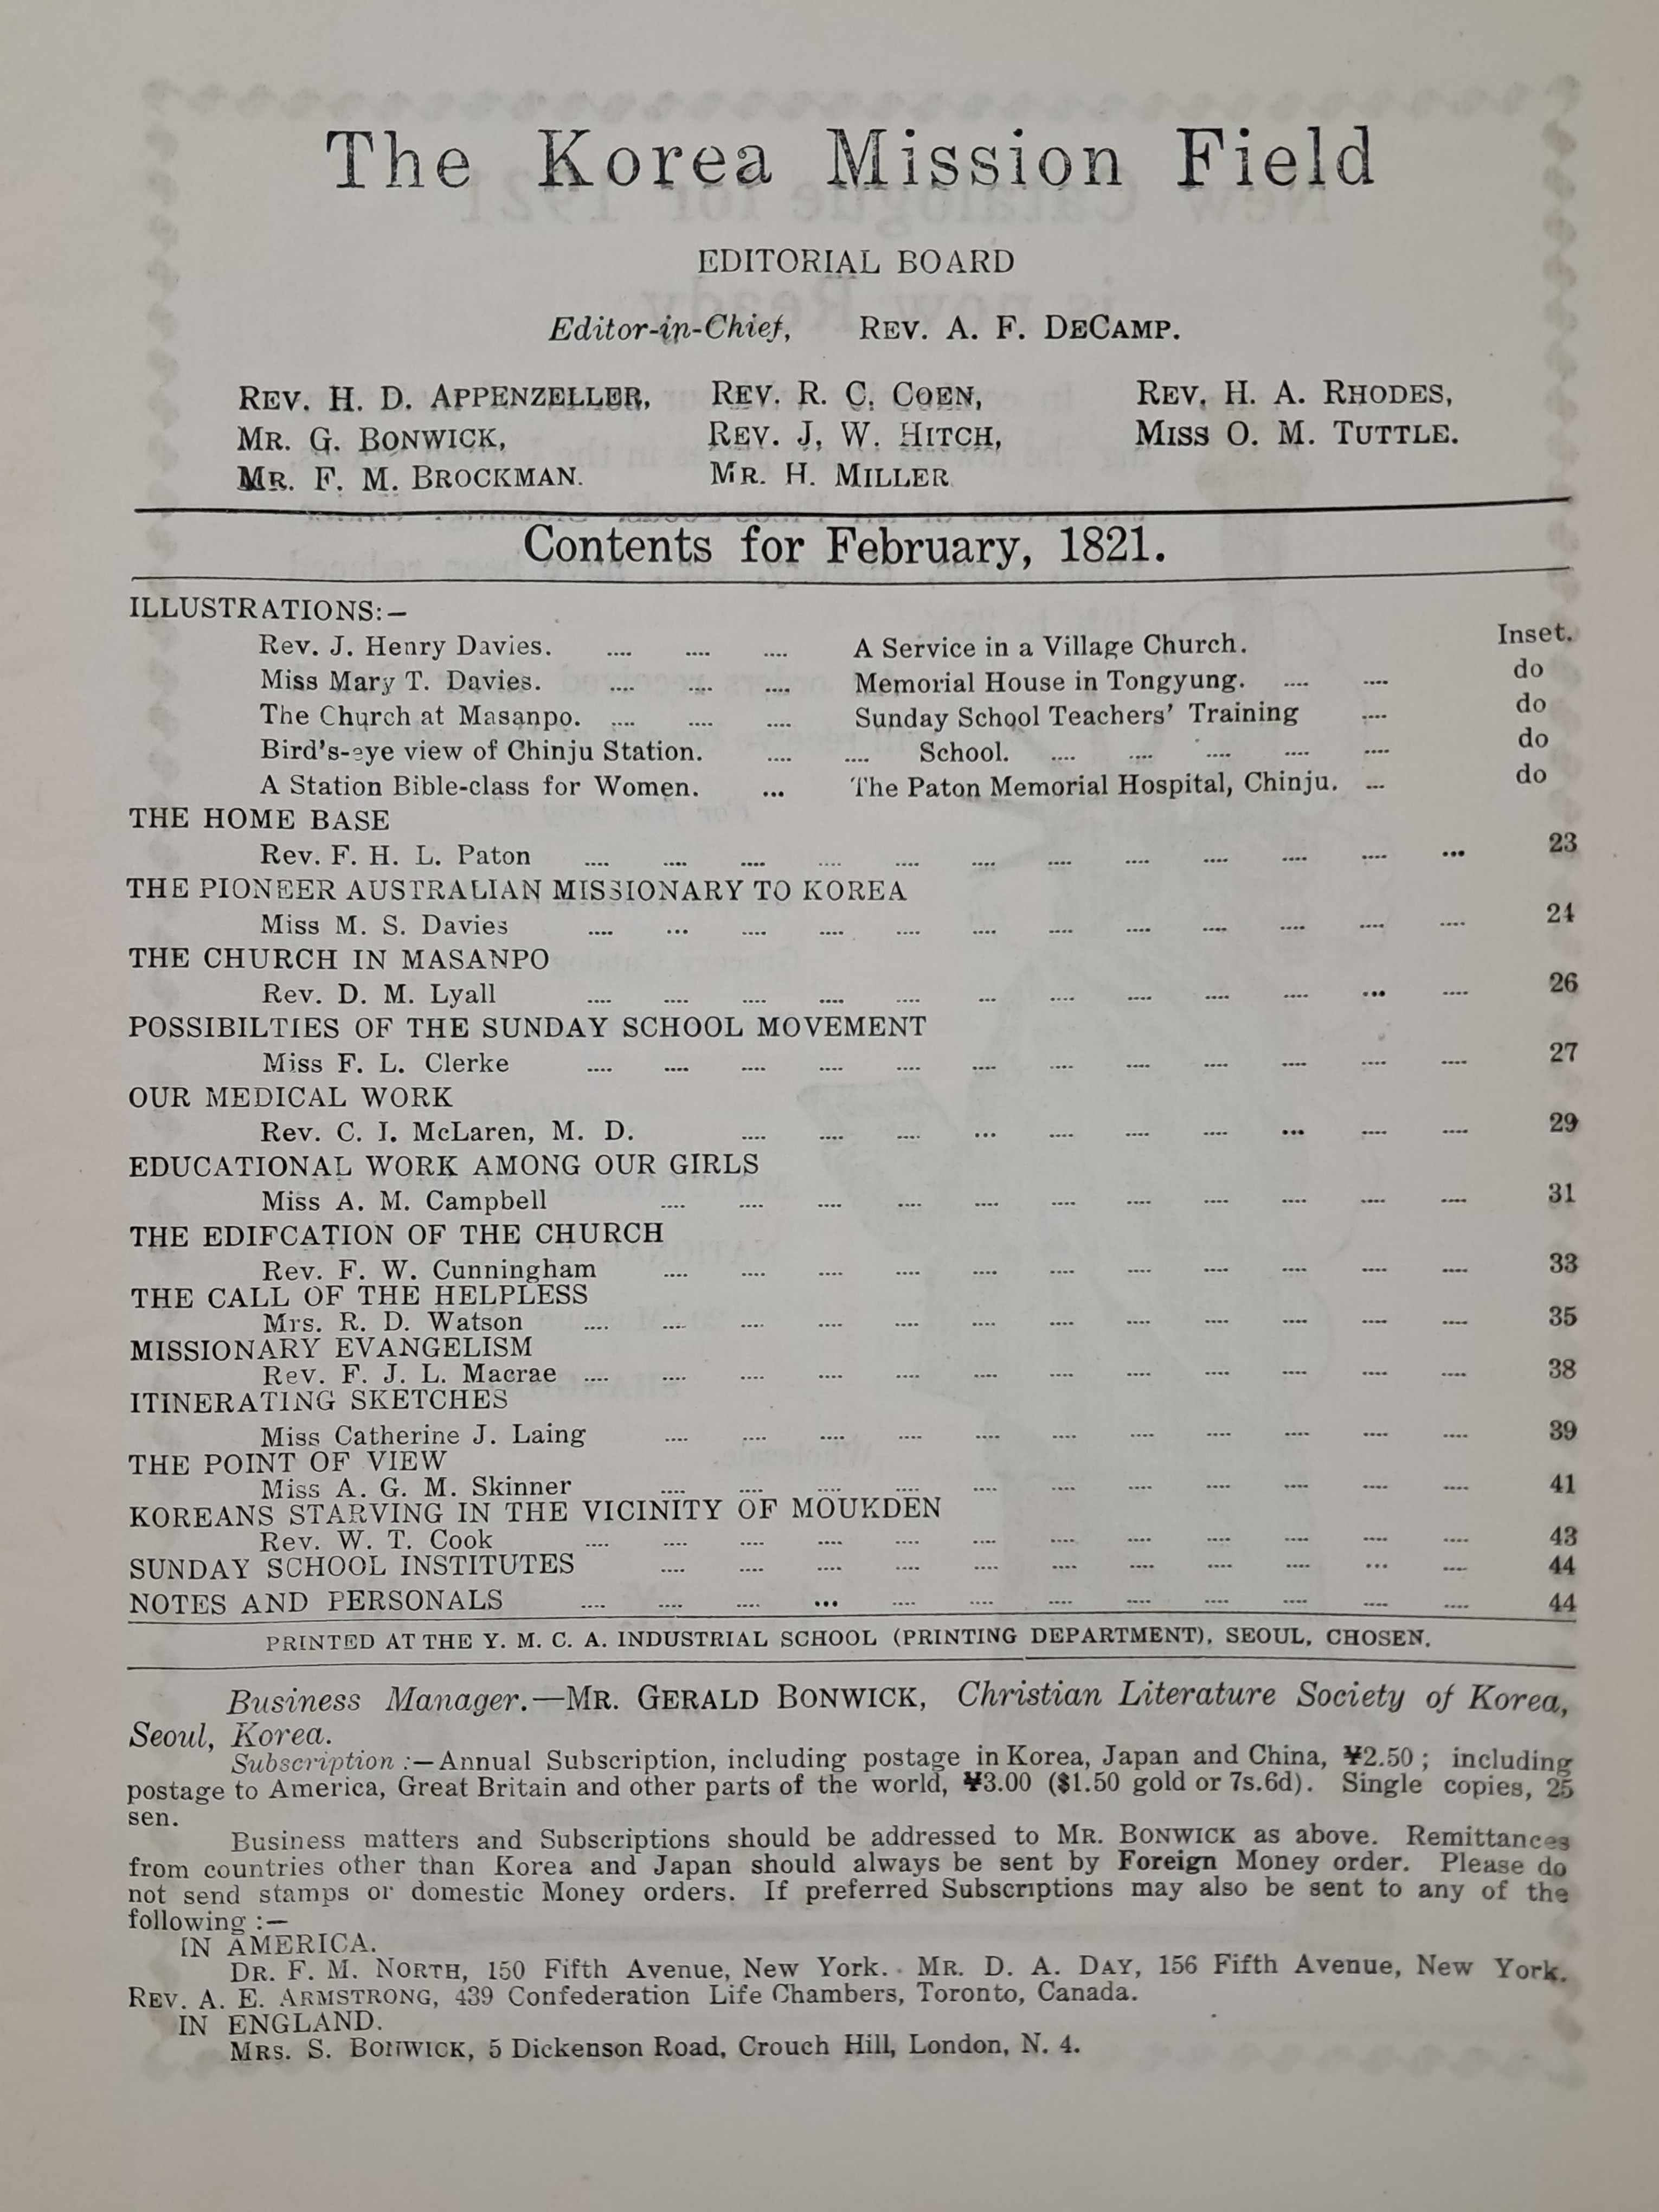 The Korea Mission Field
EDITORIAL BOARD
Editor-in-Chief, REV. A. F. DECAMP.
REV. H. D. APPENZELLER, REV. R. C. COEN, REV. H. A. RHODES,
MR. G. BONWICK, REV. J. W. HITCH, MISS O. M. TUTTLE.
MR. F. M. BROCKMAN. MR. H. MILLER
Contents for February, 1821.
ILLUSTRATIONS:—
Rev. J. Henry Davies. .... .... .... A Service in a Village Church. Inset.
Miss Mary T. Davies. .... .... .... Memorial House in Tongyung. .... .... do
The Church at Masanpo. .... .... .... Sunday School Teachers' Training .... do
Bird's-eye view of Chinju Station. .... .... School. .... .... .... .... .... do
A Station Bible-class for Women. ... The Paton Memorial Hospital, Chinju. ... do
THE HOME BASE
Rev. F. H. L. Paton .... .... .... .... .... .... .... .... .... .... .... ... 23
THE PIONEER AUSTRALIAN MISSIONARY TO KOREA
Miss M. S. Davies .... ... .... .... .... .... .... .... .... .... .... .... 24
THE CHURCH IN MASANPO
Rev. D. M. Lyall .... .... .... .... .... ... .... .... .... .... ... .... 26
POSSIBILTIES OF THE SUNDAY SCHOOL MOVEMENT
Miss F. L. Clerke .... .... .... .... .... .... .... .... .... .... .... .... 27
OUR MEDICAL WORK
Rev. C. I. McLaren, M. D. .... .... .... ... .... .... .... ... .... .... 29
EDUCATIONAL WORK AMONG OUR GIRLS
Miss A. M. Campbell .... .... .... .... .... .... .... .... .... .... .... 31
THE EDIFCATION OF THE CHURCH
Rev. F. W. Cunningham .... .... .... .... .... .... .... .... .... .... .... 33
THE CALL OF THE HELPLESS
Mrs. R. D. Watson .... .... .... .... .... .... .... .... .... .... .... .... 35
MISSIONARY EVANGELISM
Rev. F. J. L. Macrae .... .... .... .... .... .... .... .... .... .... .... .... 38
ITINERATING SKETCHES
Miss Catherine J. Laing .... .... .... .... .... .... .... .... .... .... .... 39
THE POINT OF VIEW
Miss A. G. M. Skinner .... .... .... .... .... .... .... .... .... .... .... 41
KOREANS STARVING IN THE VICINITY OF MOUKDEN
Rev. W. T. Cook .... .... .... .... .... .... .... .... .... .... .... .... 43
SUNDAY SCHOOL INSTITUTES .... .... .... .... .... .... .... .... .... ... .... 44
NOTES AND PERSONALS .... .... .... ... .... .... .... .... .... .... .... .... 44
PRINTED AT THE Y. M. C. A. INDUSTRIAL SCHOOL (PRINTING DEPARTMENT), SEOUL, CHOSEN.
Business Manager.—MR. GERALD BONWICK, Christian Literature Society of Korea,
Seoul, Korea.
Subscription :—Annual Subscription, including postage in Korea, Japan and China, ¥2.50 ; including
postage to America, Great Britain and other parts of the world, ¥3.00 ($1.50 gold or 7s.6d). Single copies, 25
sen.
Business matters and Subscriptions should be addressed to MR. BONWICK as above. Remittances
from countries other than Korea and Japan should always be sent by Foreign Money order. Please do
not send stamps or domestic Money orders. If preferred Subscriptions may also be sent to any of the
following :—
IN AMERICA.
DR. F. M. NORTH, 150 Fifth Avenue, New York. MR. D. A. DAY, 156 Fifth Avenue, New York.
REV. A. E. ARMSTRONG, 439 Confederation Life Chambers, Toronto, Canada.
IN ENGLAND.
MRS. S. BONWICK, 5 Dickenson Road, Crouch Hill, London, N. 4.